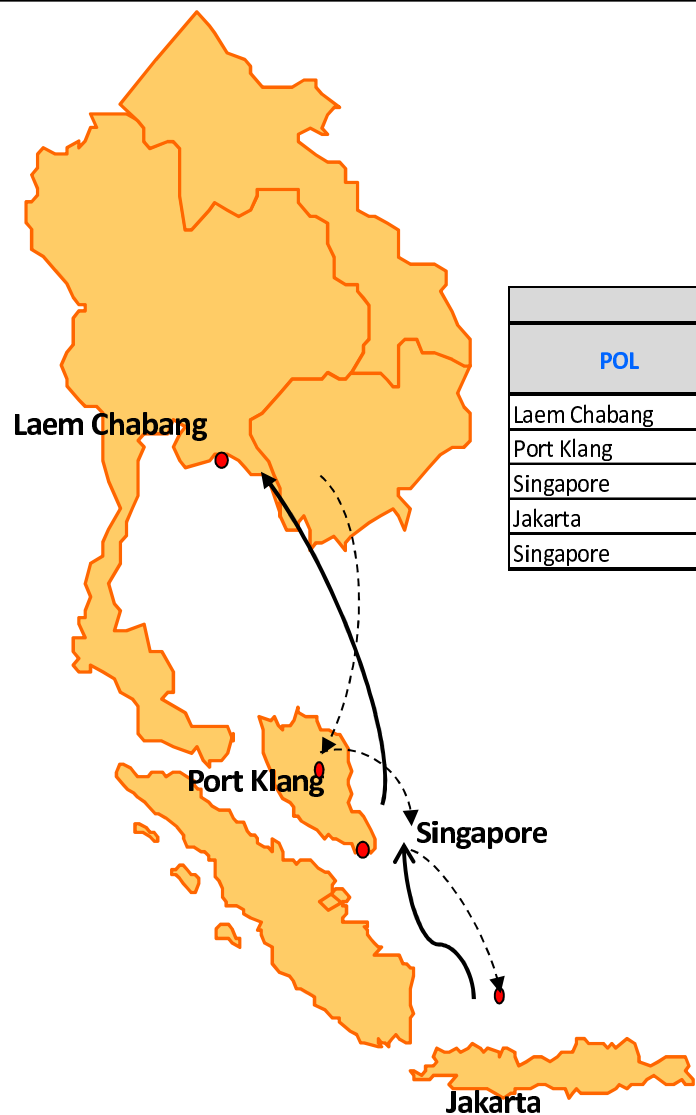 Laem Chabang
POL
Laem Chabang
Port Klang
Singapore
Jakarta
Singapore
Port Klang
Singapore
Jakarta